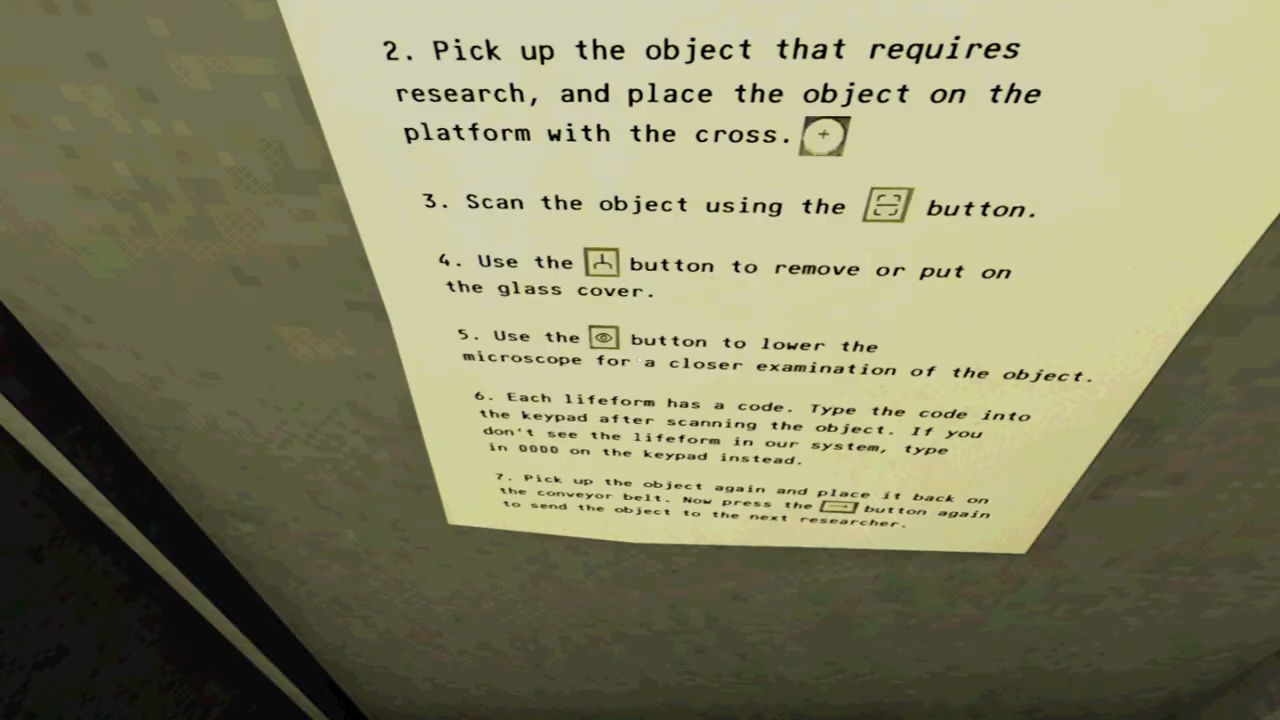 2. Pick up the object that requires
research, and place the object on the
platform with the cross.
3. Scan the object using the button.
4. Use the button to remove or put on
the glass cover.
5. Use the button to lower the
microscope for a closer examination of the object.
6. Each lifeform has a code. Type the code into
the keypad after scanning the object. If you
don't see the lifeform in our system, type
in 0000 on the keypad instead.
7. Pick up the object again and place it back on
the conveyor belt. Now press the button again
to send the object to the next researcher.